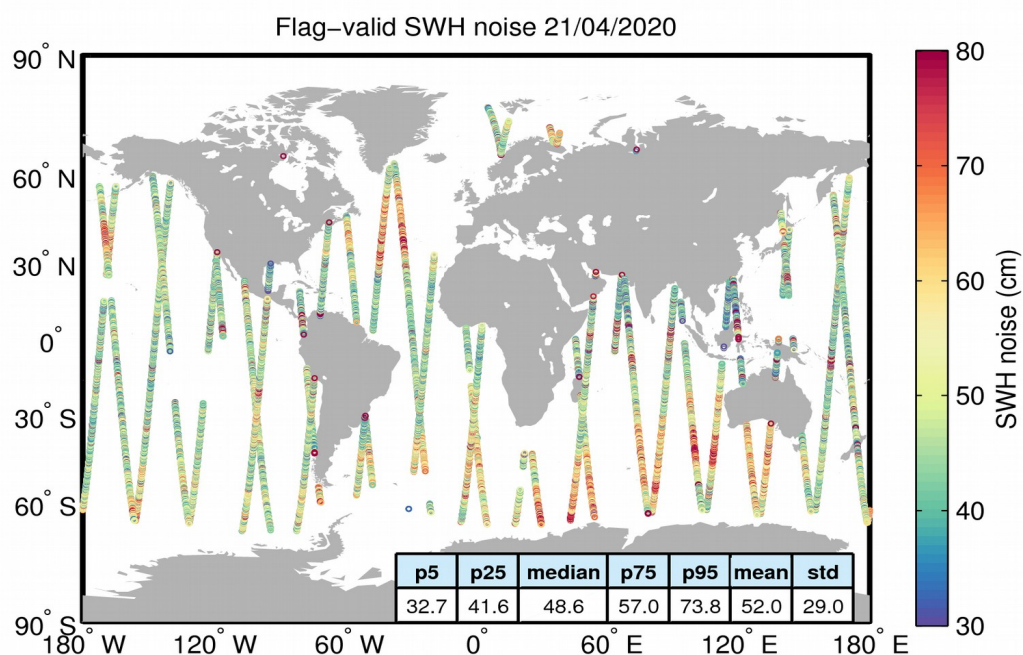 Flag−valid SWH noise 21/04/2020
90° N
60° N
30° N
0°
30° S
60° S
90° S
180° W
120° W
60° W
0°
60° E
120° E
180° E
p5 p25 median p75 p95 mean std
32.7 41.6 48.6 57.0 73.8 52.0 29.0
80
70
60
50
40
30
SWH noise (cm)